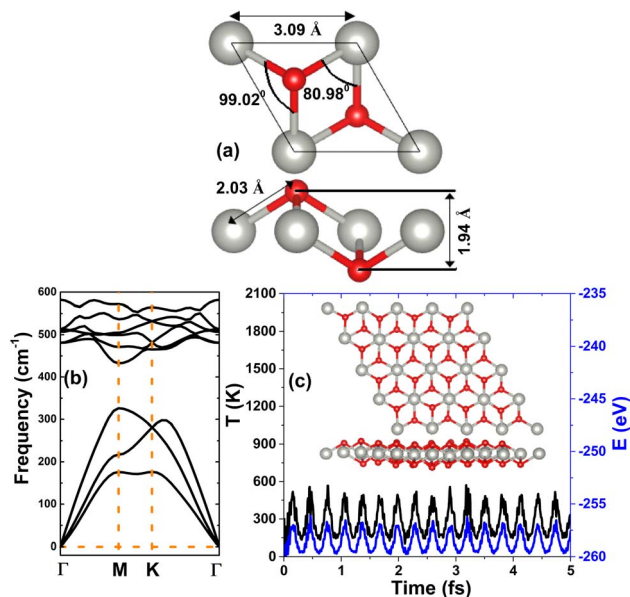 3.09 Å
99.02⁰
80.98⁰
(a)
2.03 Å
1.94 Å
600
500
400
300
200
100
0
Frequency (cm⁻¹)
(b)
Γ
M
K
Γ
2100
1800
1500
1200
900
600
300
0
T (K)
(c)
-235
-240
-245
-250
-255
-260
E (eV)
0
1
2
3
4
5
Time (fs)